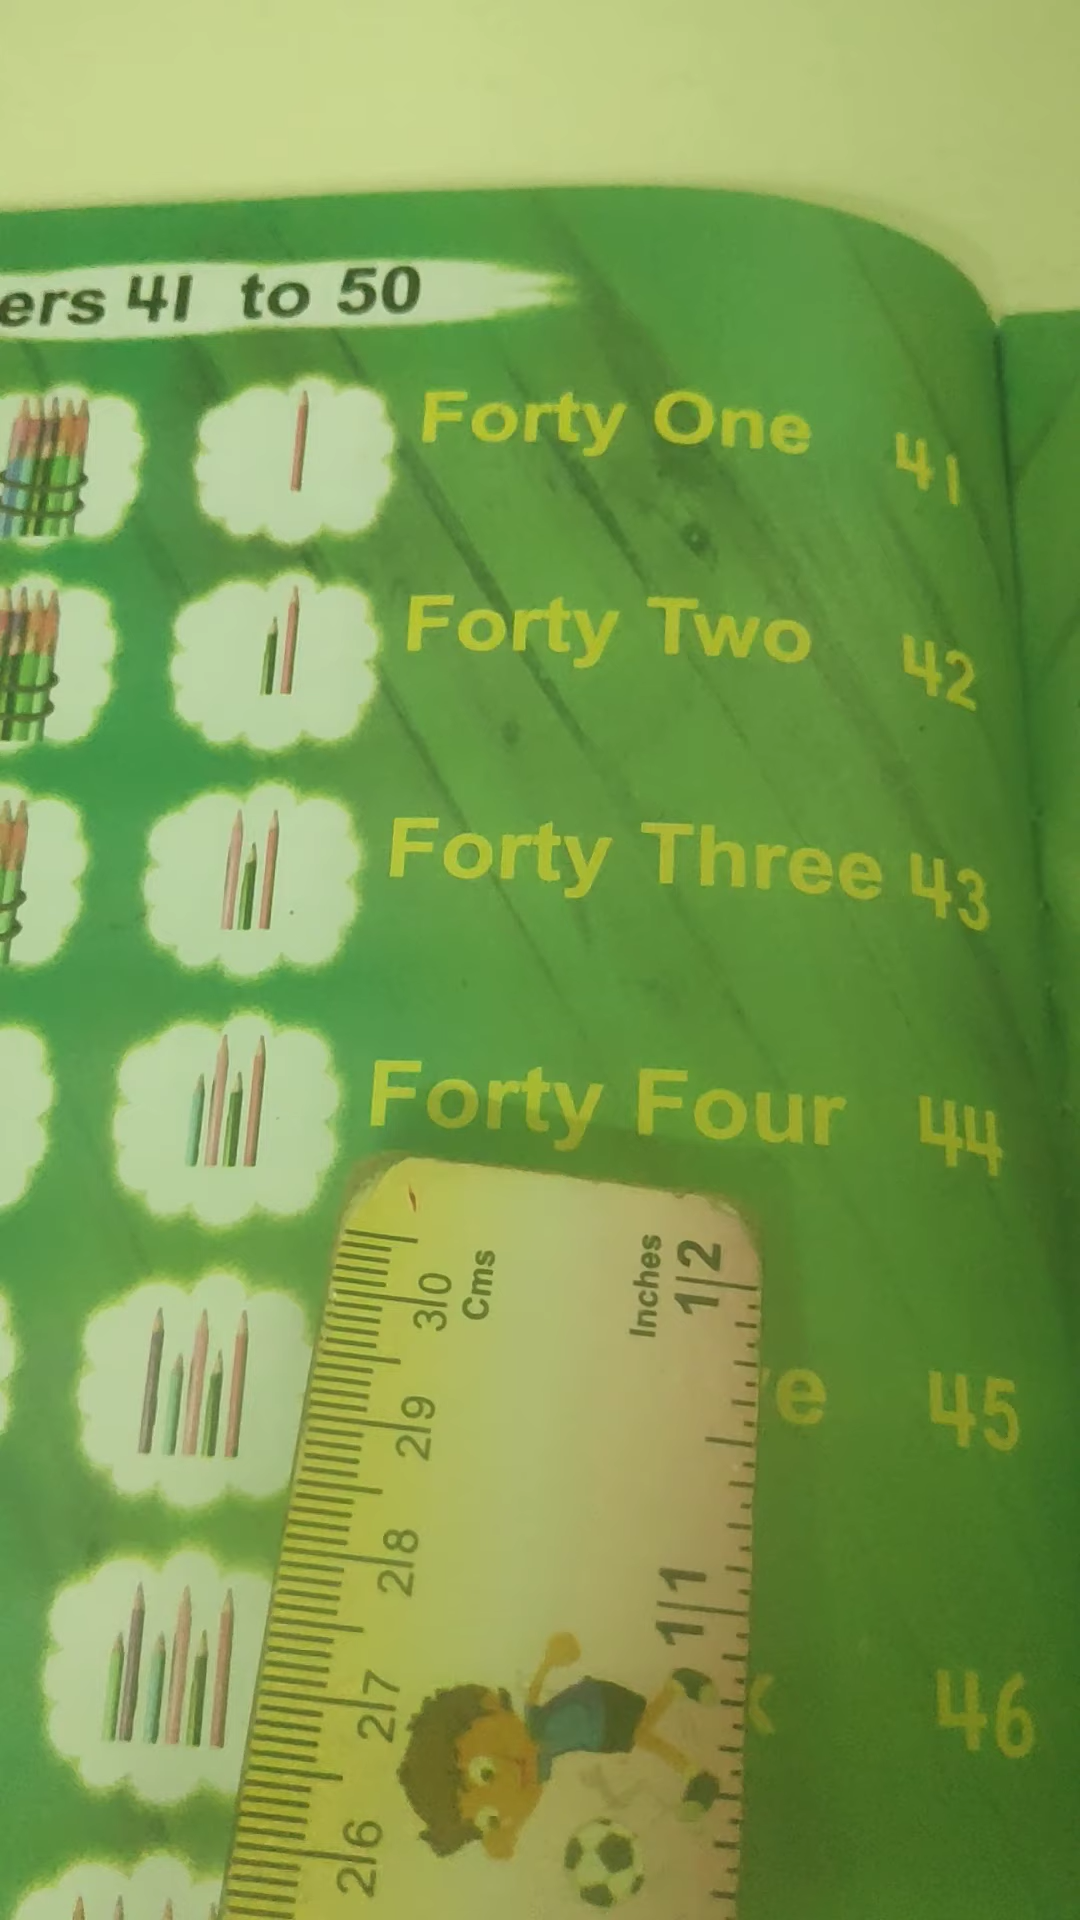 ers 41 to 50
Forty One 41
Forty Two 42
Forty Three 43
Forty Four 44
45
46
Cms
Inches
30
29
28
27
26
12
11